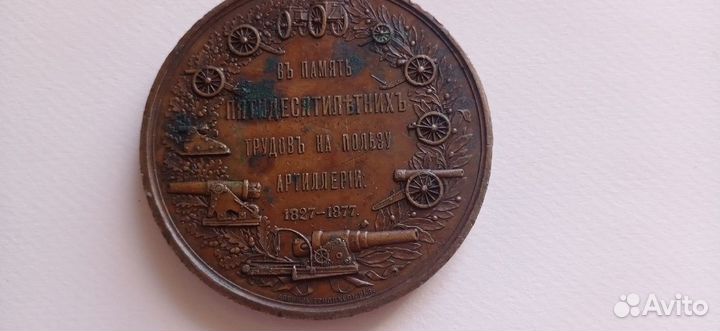 ВЪ ПАМЯТЬ
ПЯТИДЕСЯТИЛѢТНИХЪ
ТРУДОВЪ НА ПОЛЬЗУ
АРТИЛЛЕРІИ.
1827–1877.
Avito